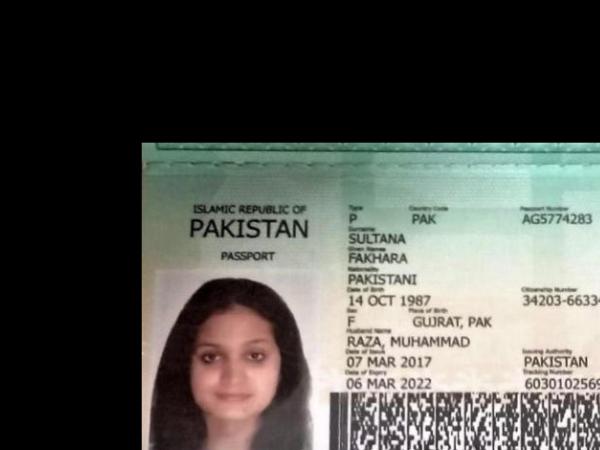 ISLAMIC REPUBLIC OF
PAKISTAN
PASSPORT
Type Country Code Passport Number
P PAK AG5774283
Surname
SULTANA
Given Names
FAKHARA
Nationality
PAKISTANI
Date of Birth Citizenship Number
14 OCT 1987 34203-6633
Sex Place of Birth
F GUJRAT, PAK
Husband Name
RAZA, MUHAMMAD
Date of Issue Issuing Authority
07 MAR 2017 PAKISTAN
Date of Expiry Tracking Number
06 MAR 2022 6030102569